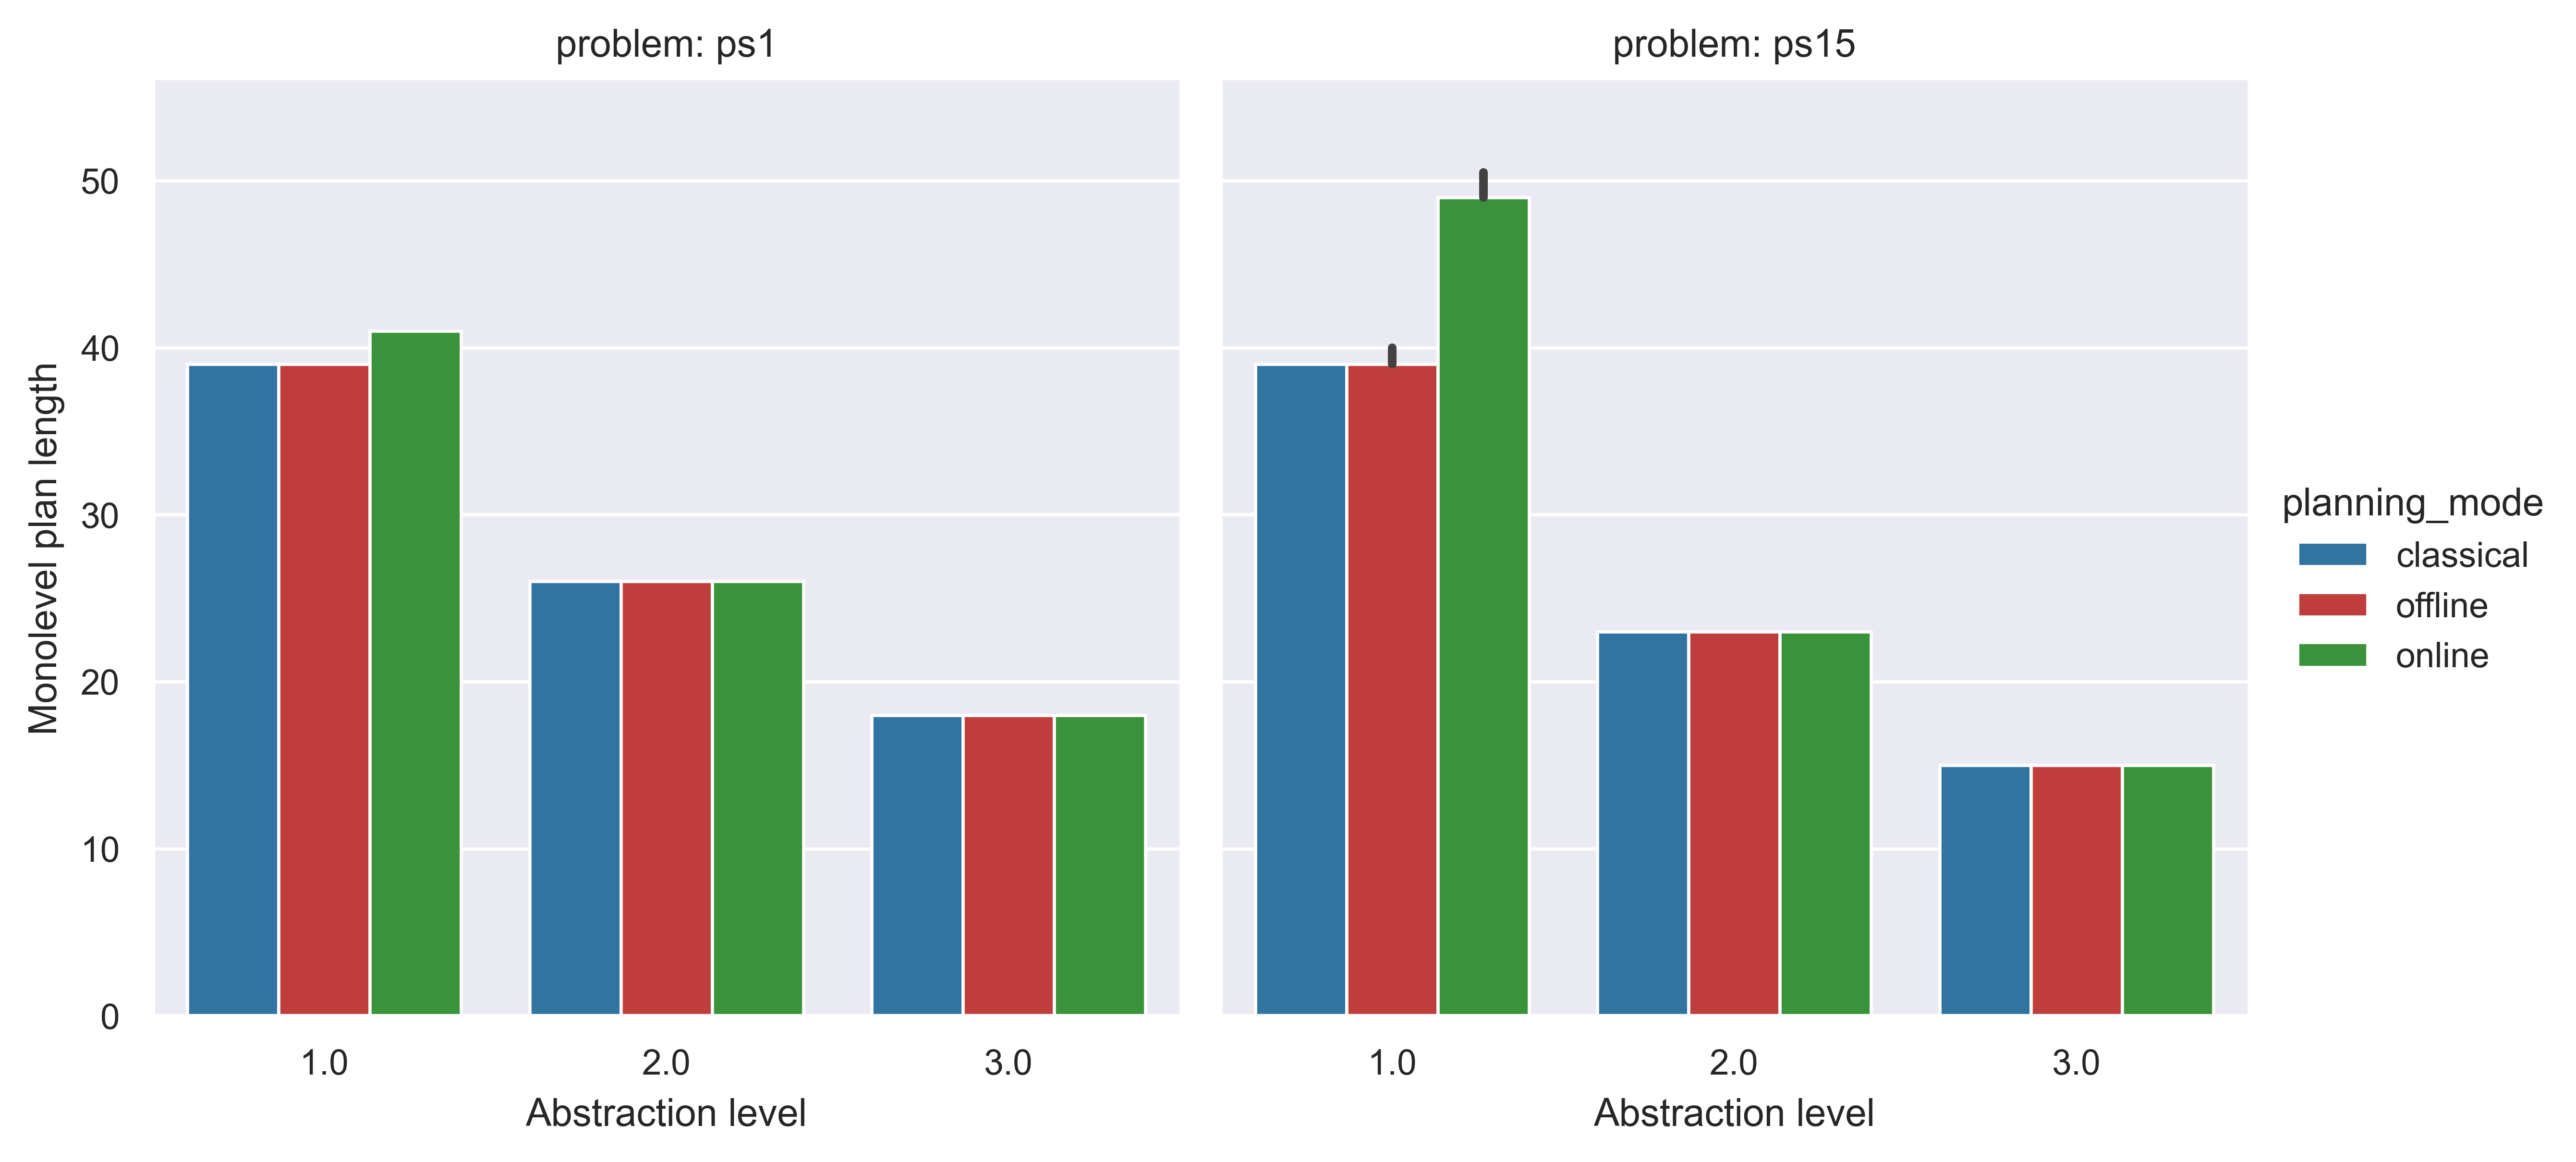 problem: ps1
problem: ps15
Monolevel plan length
50
40
30
20
10
0
1.0
2.0
3.0
1.0
2.0
3.0
Abstraction level
Abstraction level
planning_mode
classical
offline
online